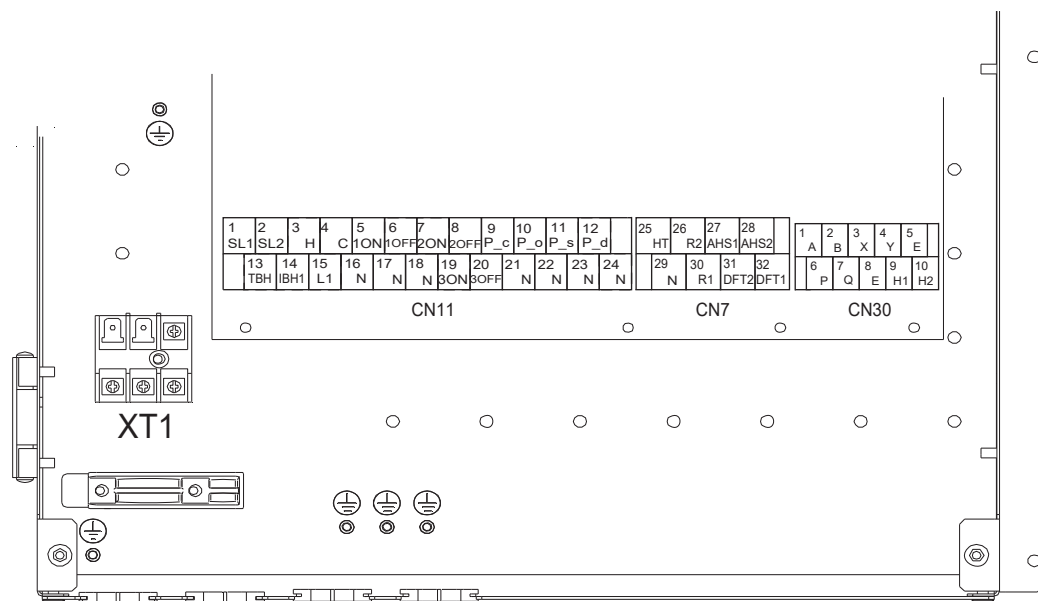 1 2 3 4 5 6 7 8 9 10 11 12
SL1 SL2 H C 1ON 1OFF 2ON 2OFF P_c P_o P_s P_d
13 14 15 16 17 18 19 20 21 22 23 24
TBH IBH1 L1 N N N 3ON 3OFF N N N N
CN11
25 26 27 28
HT R2 AHS1 AHS2
29 30 31 32
N R1 DFT2 DFT1
CN7
1 2 3 4 5
A B X Y E
6 7 8 9 10
P Q E H1 H2
CN30
XT1